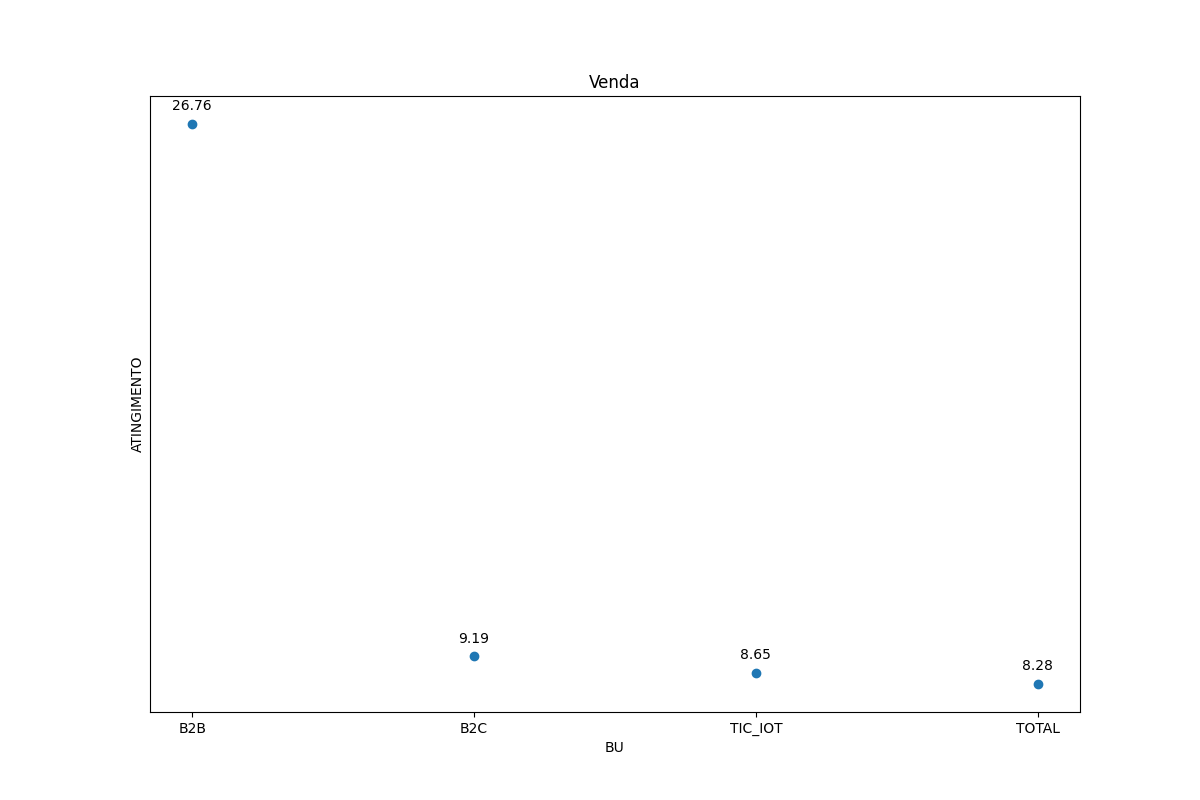 Venda
26.76
9.19
8.65
8.28
ATINGIMENTO
B2B
B2C
TIC_IOT
TOTAL
BU